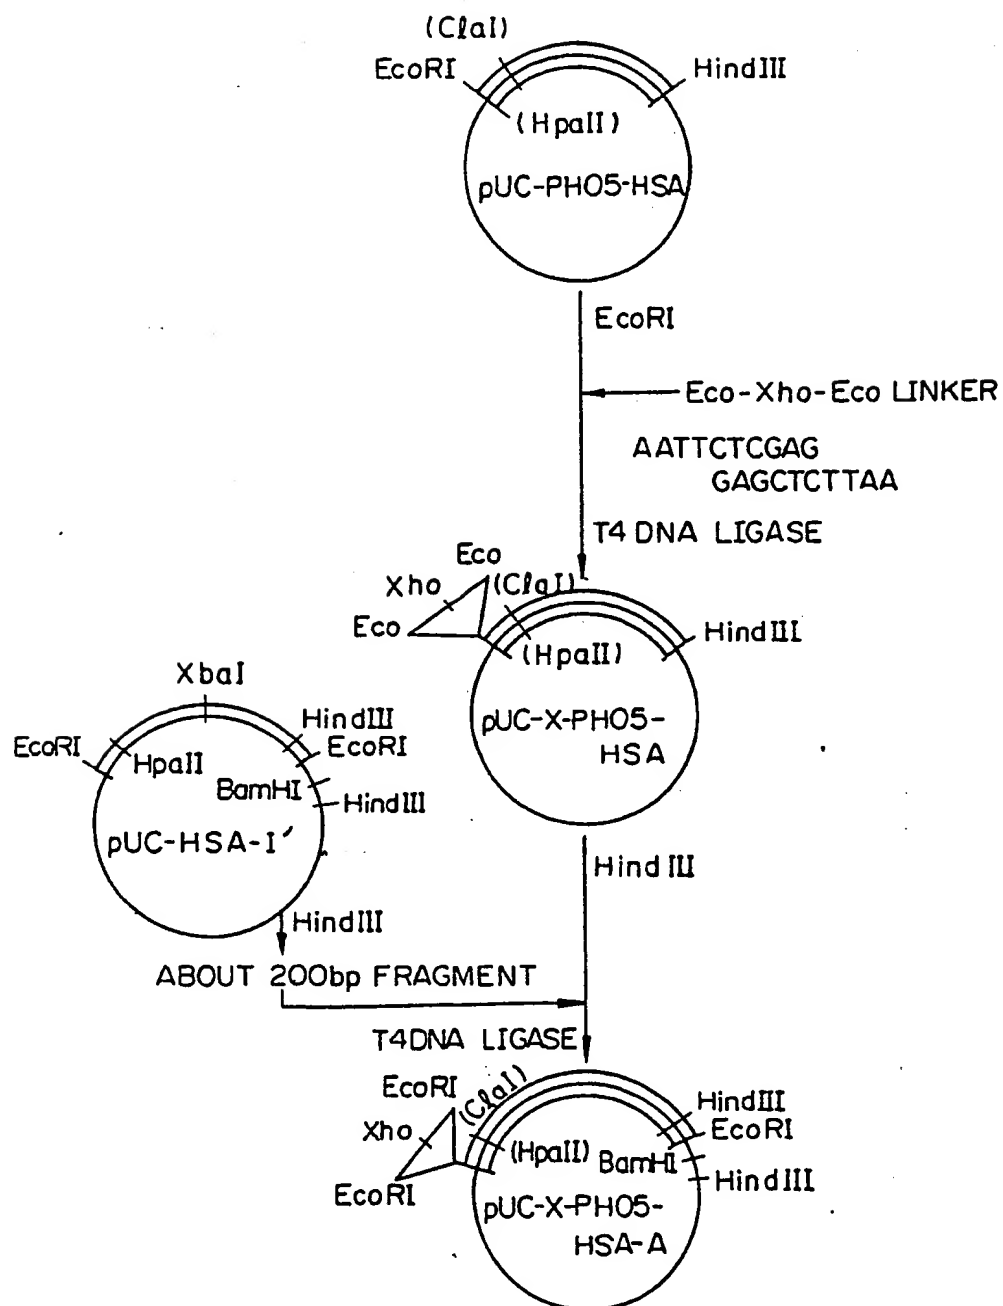 (ClaI)
EcoRI
HindIII
(HpaII)
pUC-PHO5-HSA
EcoRI
Eco-Xho-Eco LINKER
AATTCTCGAG
GAGCTCTTAA
T4 DNA LIGASE
Eco
Xho
(ClaI)
Eco
HindIII
(HpaII)
pUC-X-PHO5-
HSA
XbaI
HindIII
EcoRI
EcoRI
HpaII
BamHI
HindIII
pUC-HSA-I'
HindIII
HindIII
ABOUT 200bp FRAGMENT
T4DNA LIGASE
EcoRI
(ClaI)
Xho
HindIII
EcoRI
(HpaII)
BamHI
EcoRI
HindIII
pUC-X-PHO5-
HSA-A